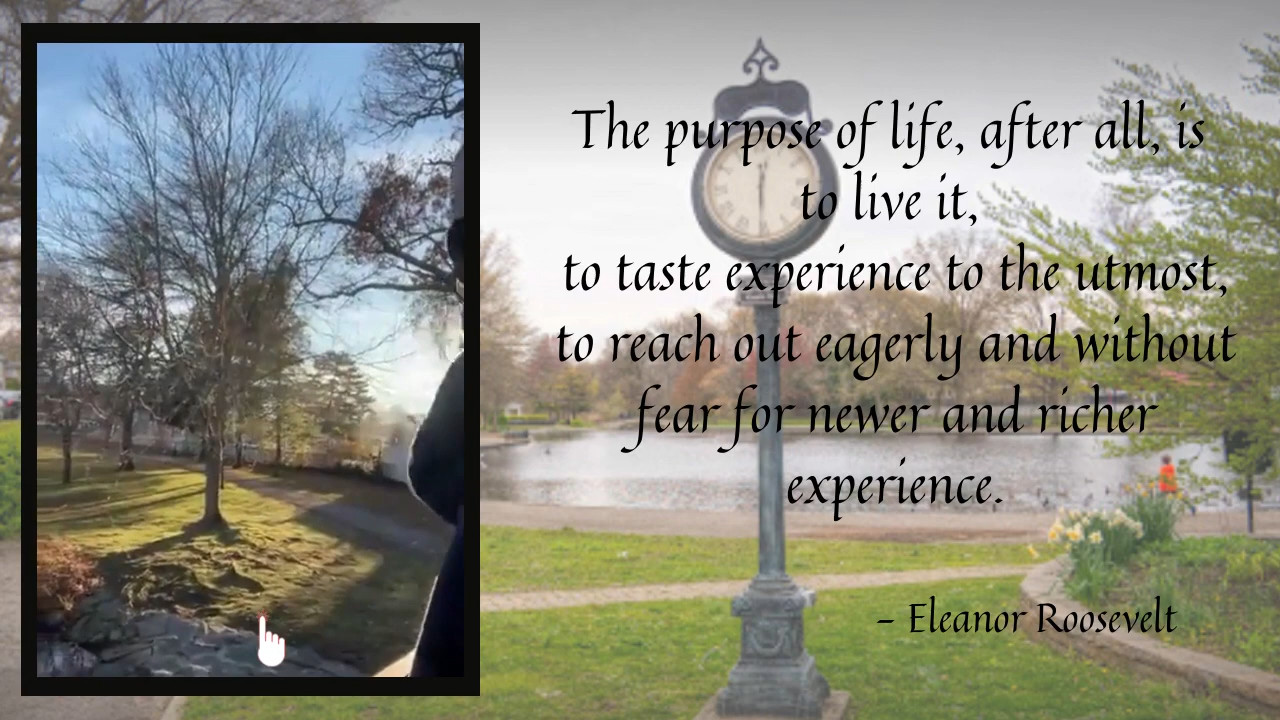 The purpose of life, after all, is
to live it,
to taste experience to the utmost,
to reach out eagerly and without
fear for newer and richer
experience.
– Eleanor Roosevelt